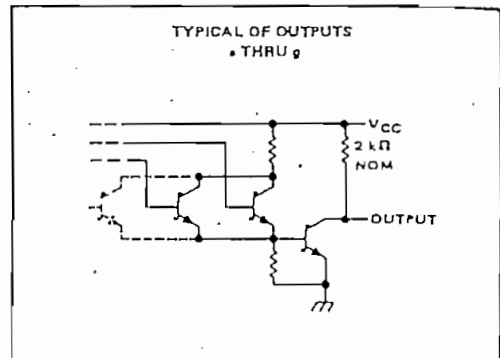 TYPICAL OF OUTPUTS
a THRU g
VCC
2 kΩ
NOM
OUTPUT